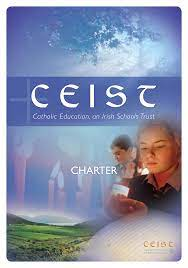 CEIST
Catholic Education, an Irish Schools Trust
CHARTER
CEIST